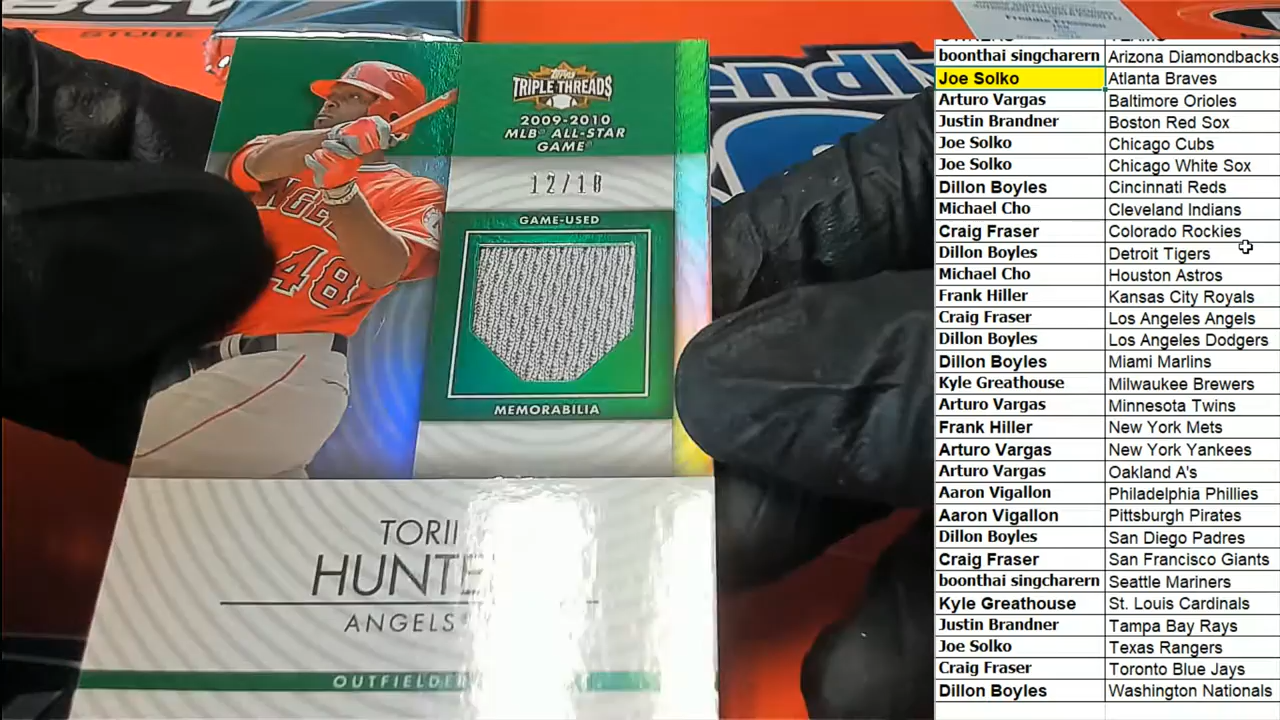 TOPPS
TRIPLE THREADS
2009-2010
MLB® ALL-STAR
GAME®
12/18
GAME-USED
MEMORABILIA
48
TORII
HUNTE
ANGELS®
OUTFIELDER
STORE
endly
boonthai singcharern Arizona Diamondbacks
Joe Solko Atlanta Braves
Arturo Vargas Baltimore Orioles
Justin Brandner Boston Red Sox
Joe Solko Chicago Cubs
Joe Solko Chicago White Sox
Dillon Boyles Cincinnati Reds
Michael Cho Cleveland Indians
Craig Fraser Colorado Rockies
Dillon Boyles Detroit Tigers
Michael Cho Houston Astros
Frank Hiller Kansas City Royals
Craig Fraser Los Angeles Angels
Dillon Boyles Los Angeles Dodgers
Dillon Boyles Miami Marlins
Kyle Greathouse Milwaukee Brewers
Arturo Vargas Minnesota Twins
Frank Hiller New York Mets
Arturo Vargas New York Yankees
Arturo Vargas Oakland A's
Aaron Vigallon Philadelphia Phillies
Aaron Vigallon Pittsburgh Pirates
Dillon Boyles San Diego Padres
Craig Fraser San Francisco Giants
boonthai singcharern Seattle Mariners
Kyle Greathouse St. Louis Cardinals
Justin Brandner Tampa Bay Rays
Joe Solko Texas Rangers
Craig Fraser Toronto Blue Jays
Dillon Boyles Washington Nationals